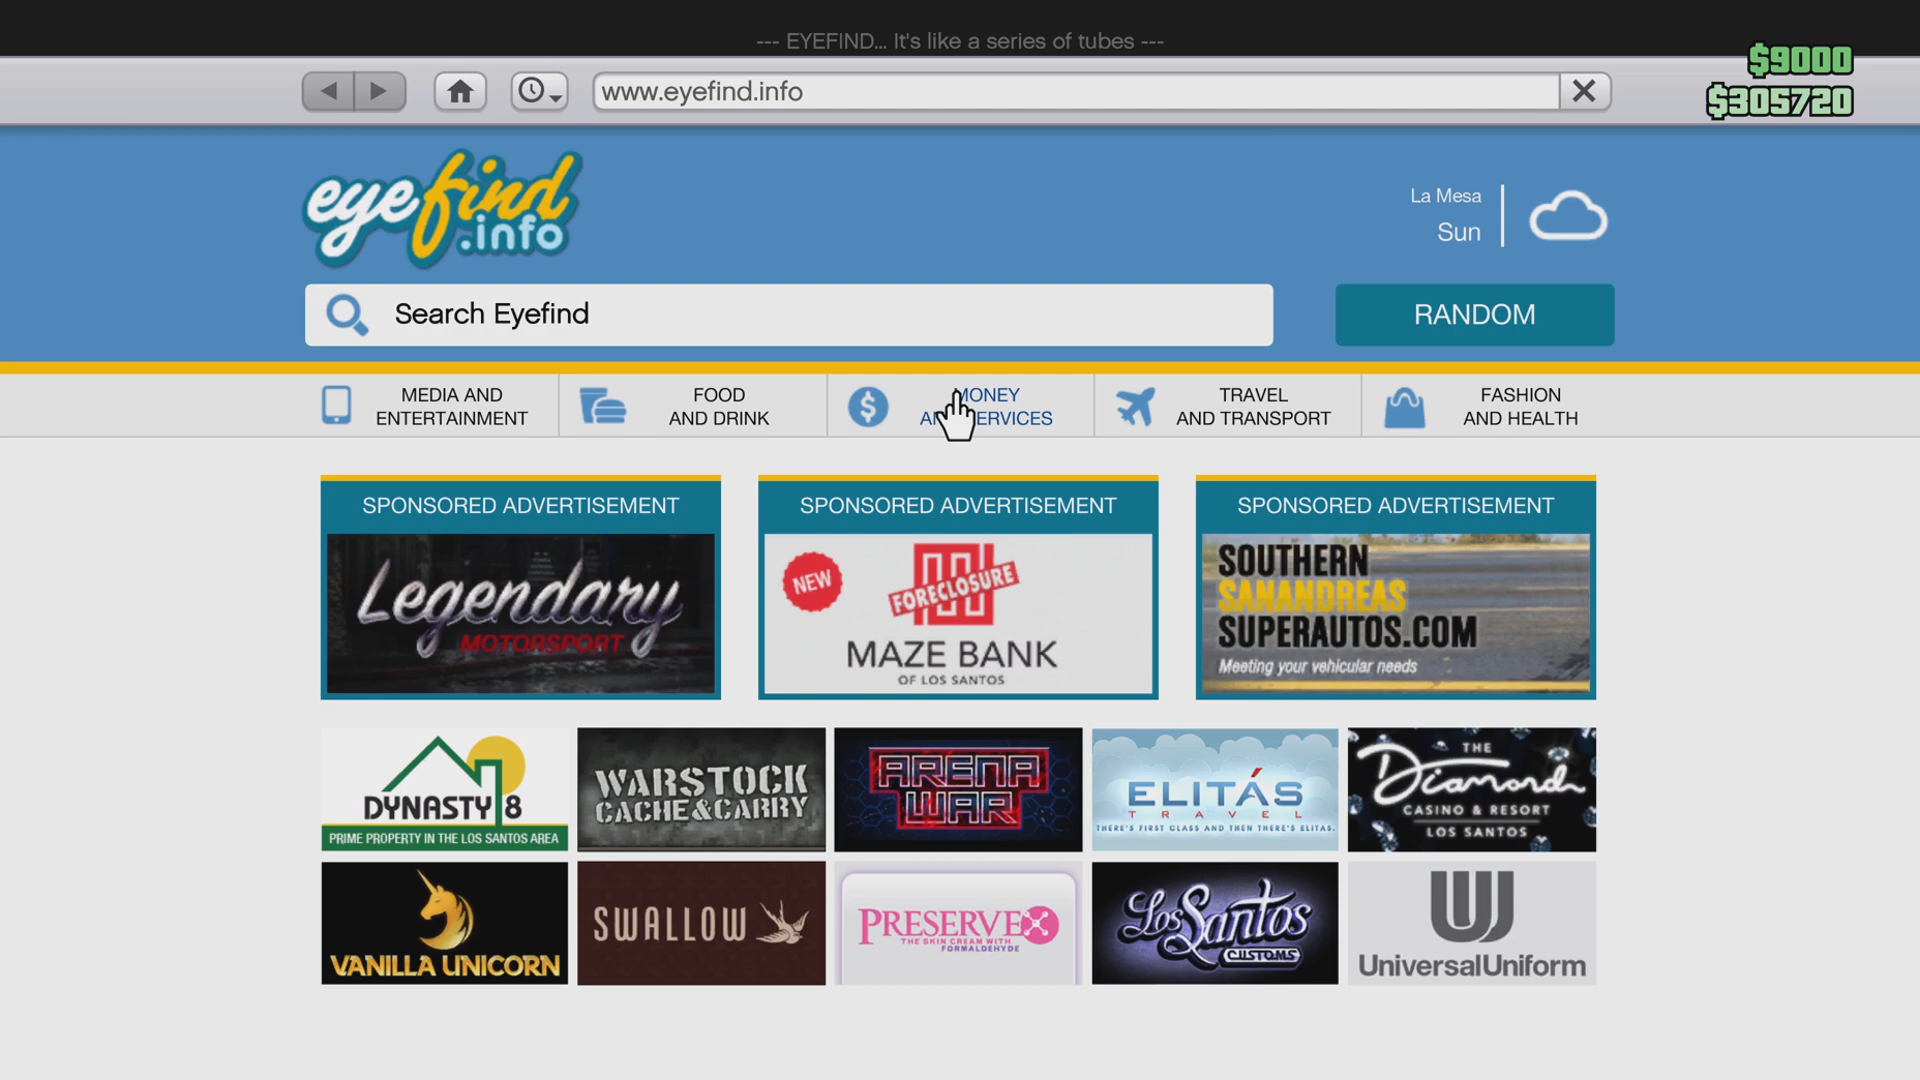 --- EYEFIND... It's like a series of tubes ---
$9000
www.eyefind.info
$305720
eyefind
.info
La Mesa
Sun
Search Eyefind
RANDOM
MEDIA AND
ENTERTAINMENT
FOOD
AND DRINK
MONEY
AND SERVICES
TRAVEL
AND TRANSPORT
FASHION
AND HEALTH
SPONSORED ADVERTISEMENT
Legendary
MOTORSPORT
SPONSORED ADVERTISEMENT
NEW
FORECLOSURE
MAZE BANK
OF LOS SANTOS
SPONSORED ADVERTISEMENT
SOUTHERN
SANANDREAS
SUPERAUTOS.COM
Meeting your vehicular needs
DYNASTY 8
PRIME PROPERTY IN THE LOS SANTOS AREA
WARSTOCK
CACHE&CARRY
ARENA
WAR
ELITÁS
TRAVEL
THERE'S FIRST CLASS AND THEN THERE'S ELITAS.
THE
Diamond
CASINO & RESORT
LOS SANTOS
VANILLA UNICORN
SWALLOW
PRESERVEX
THE SKIN CREAM WITH
FORMALDEHYDE
Los Santos
CUSTOMS
UniversalUniform